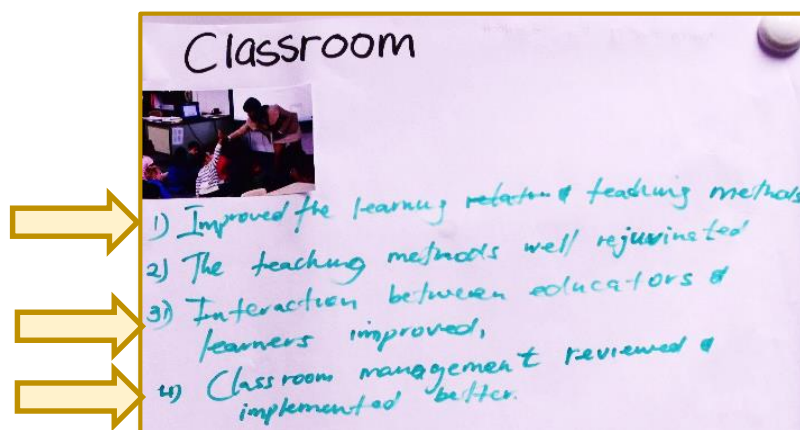 Classroom
1) Improved the learning relation & teaching methods
2) The teaching methods well rejuvinated
3) Interaction between educators &
learners improved,
4) Classroom management reviewed &
implemented better.